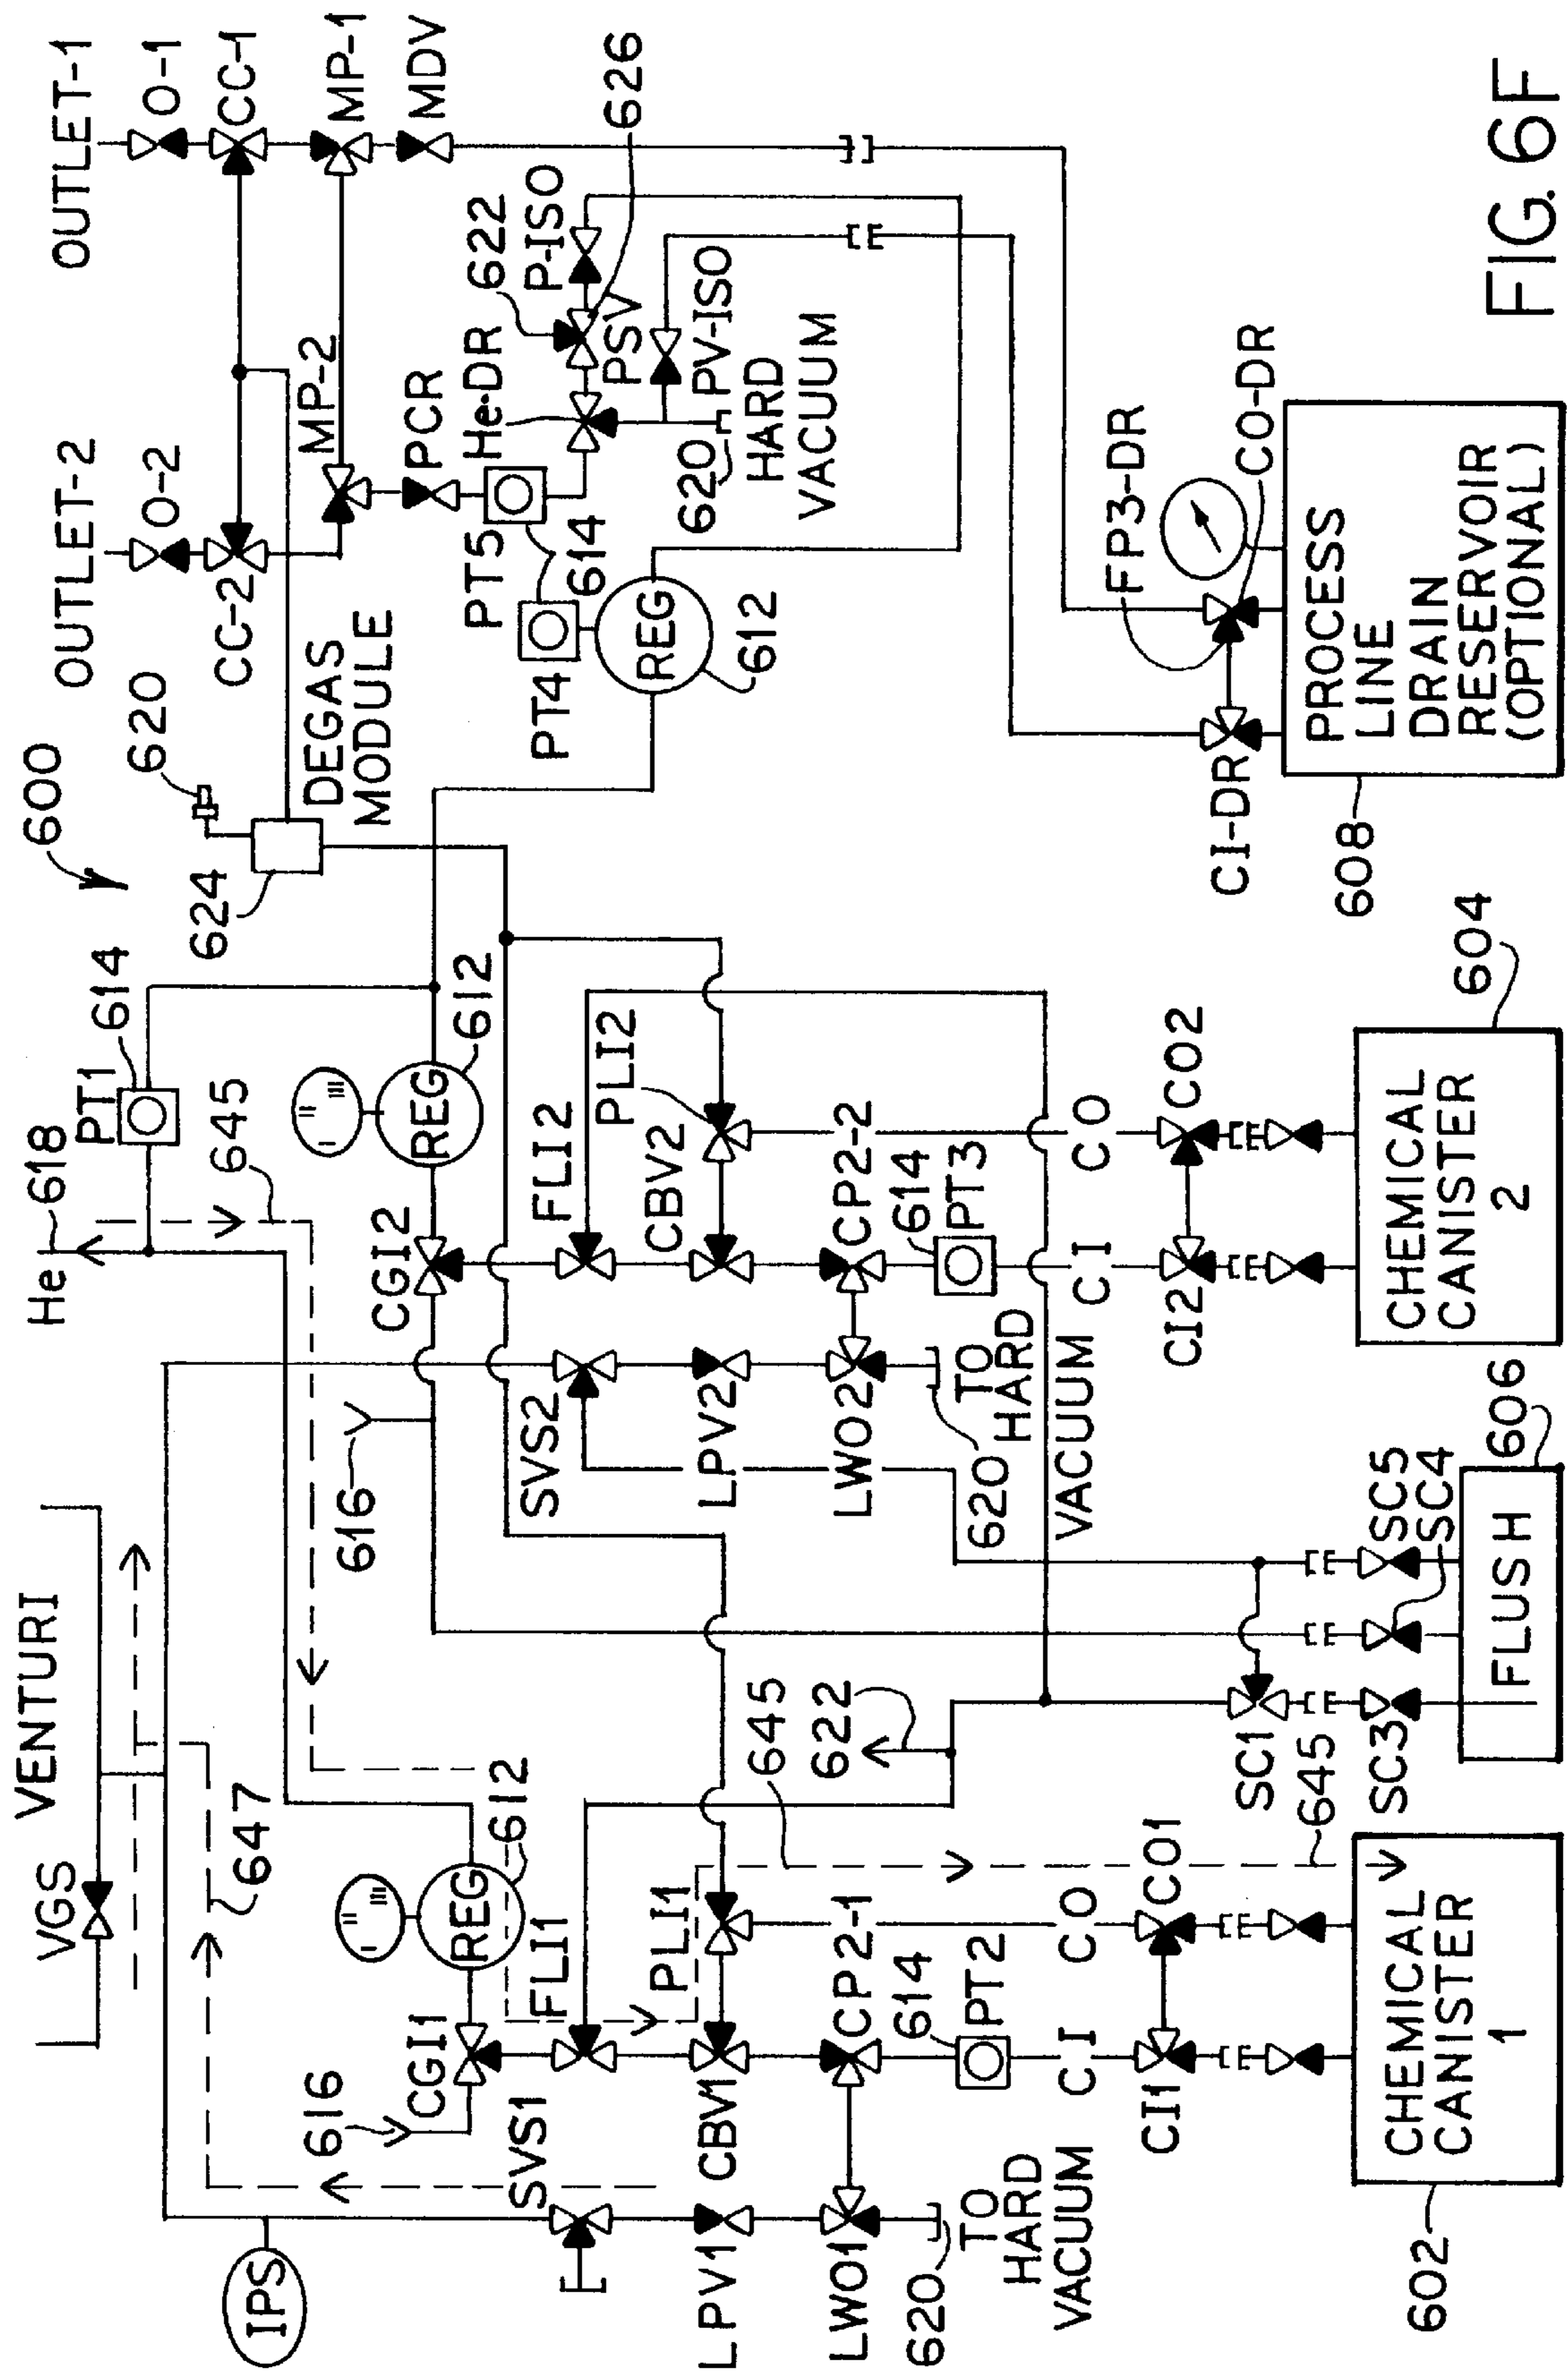 VENTURI
VGS
647
IPS
616
CGI1
REG
612
FLI1
SVS1
PLI1
645
622
LPV1
CBV1
CP2-1
614
LWO1
620
TO
HARD
VACUUM
PT2
CI
CO
CI1
CO1
645
602
CHEMICAL
CANISTER
1
600
He
618
PT1
614
645
616
CGI2
REG
612
FLI2
PLI2
SVS2
CBV2
LPV2
CP2-2
LWO2
614
PT3
620
TO
HARD
VACUUM
CI
CO
CI2
CO2
SC1
SC3
SC5
SC4
606
FLUSH
604
CHEMICAL
CANISTER
2
OUTLET-2
OUTLET-1
O-2
O-1
CC-2
CC-1
620
624
DEGAS
MODULE
MP-2
MP-1
PCR
MDV
PT5
He-DR
622
P-ISO
626
PT4
614
PSV
REG
612
620
PV-ISO
HARD
VACUUM
FP3-DR
CI-DR
CO-DR
608
PROCESS
LINE
DRAIN
RESERVOIR
(OPTIONAL)
FIG. 6F